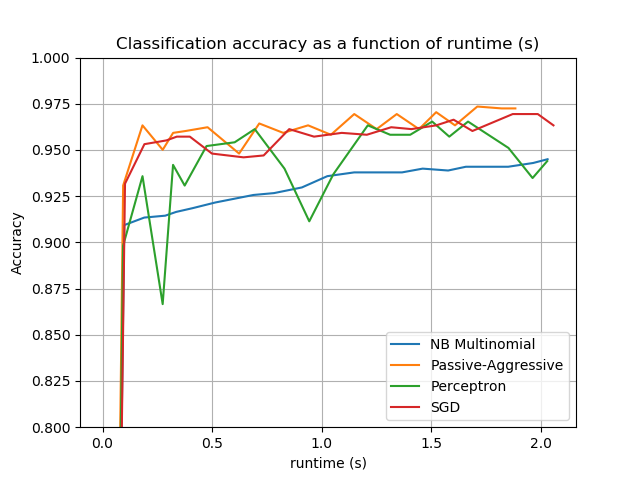 Classification accuracy as a function of runtime (s)
1.000
0.975
0.950
0.925
0.900
0.875
0.850
0.825
0.800
Accuracy
NB Multinomial
Passive-Aggressive
Perceptron
SGD
0.0 0.5 1.0 1.5 2.0
runtime (s)